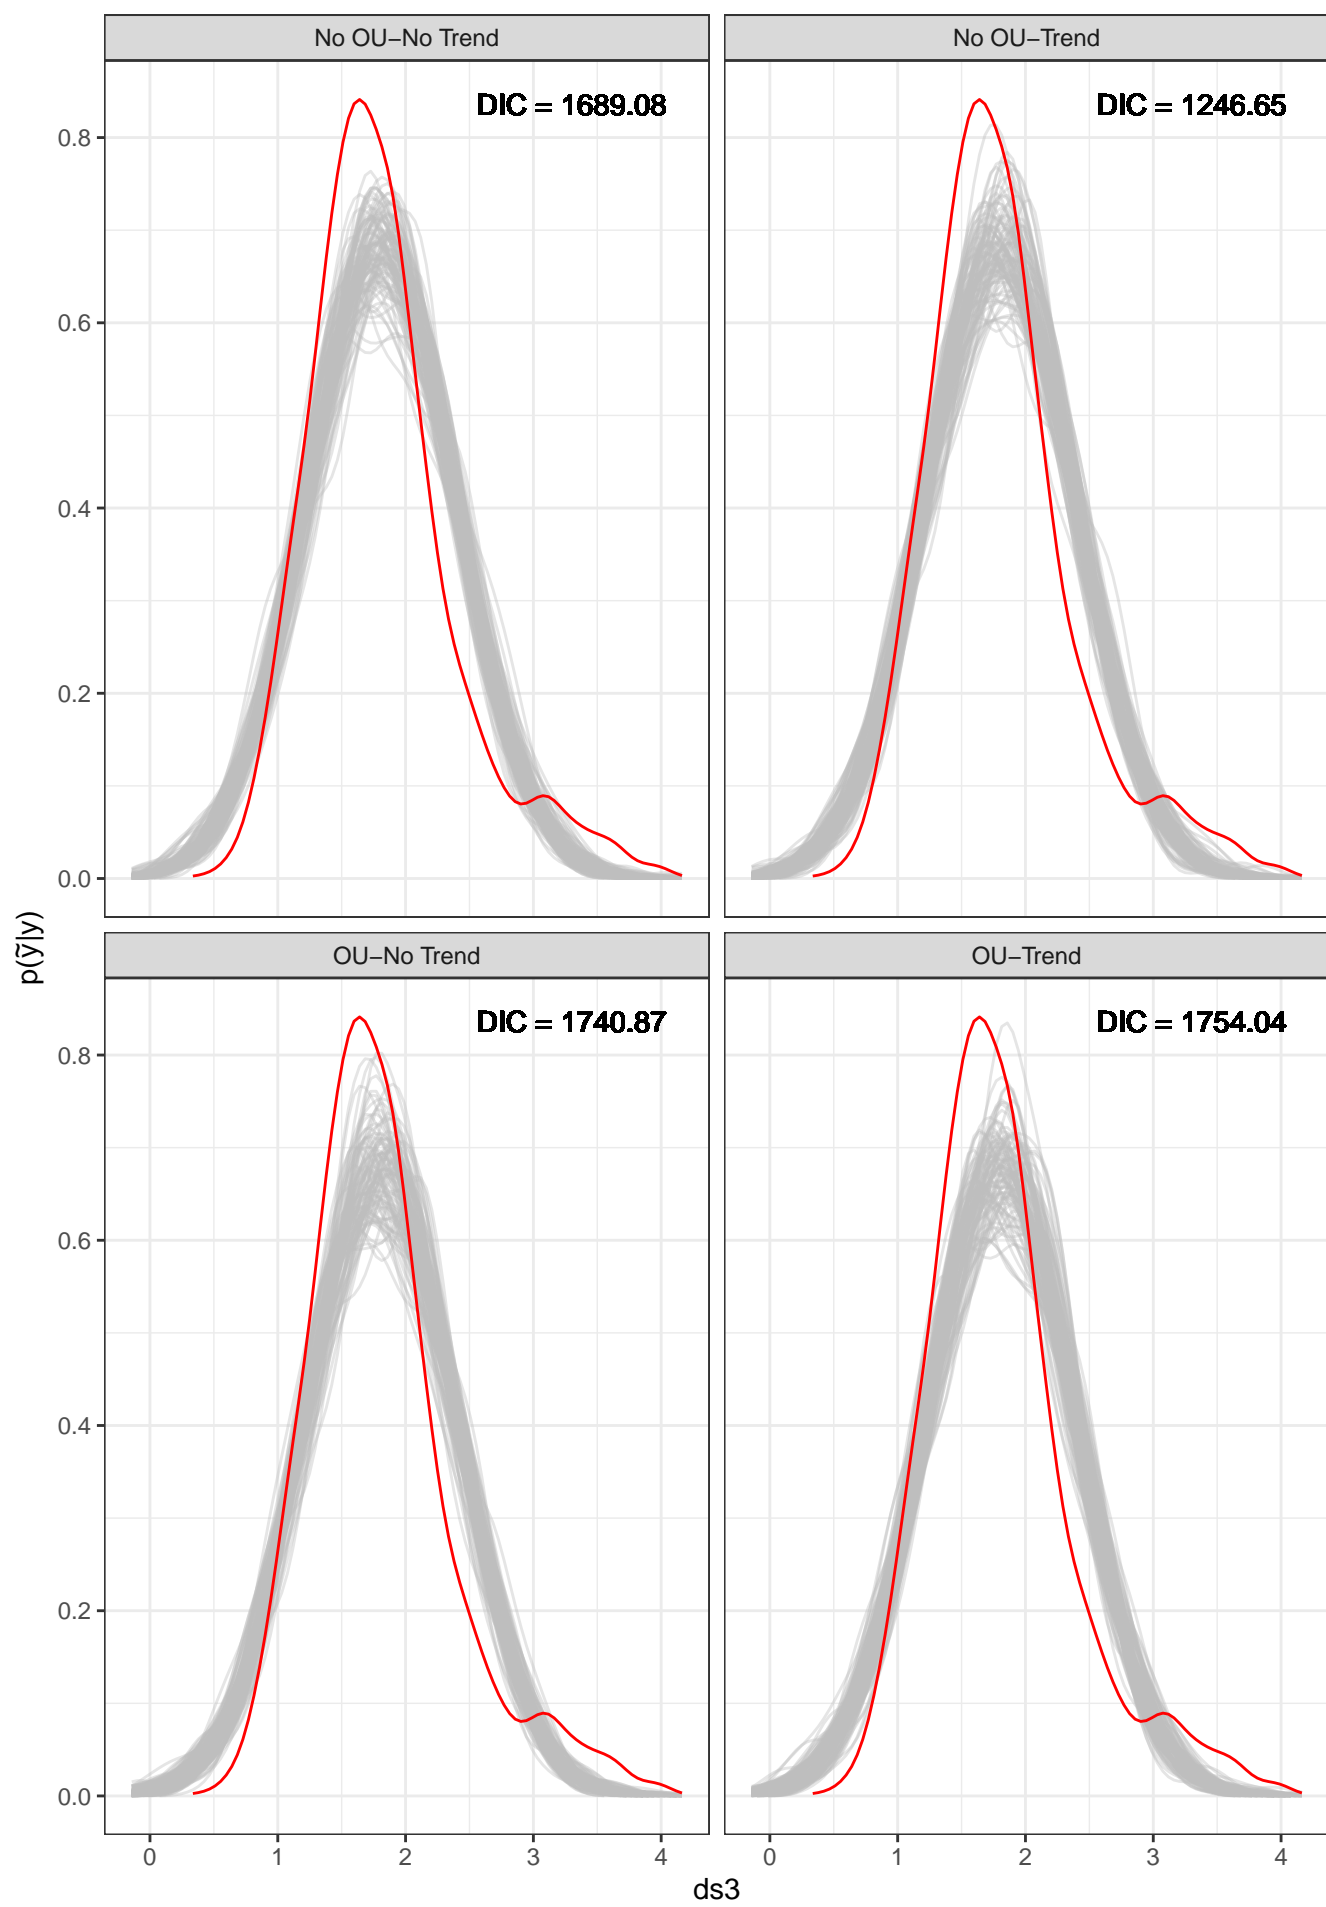 No OU−No Trend
No OU−Trend
DIC = 1689.08
DIC = 1246.65
0.8
0.6
0.4
0.2
0.0
p(ỹ|y)
OU−No Trend
OU−Trend
DIC = 1740.87
DIC = 1754.04
0.8
0.6
0.4
0.2
0.0
0 1 2 3 4
0 1 2 3 4
ds3